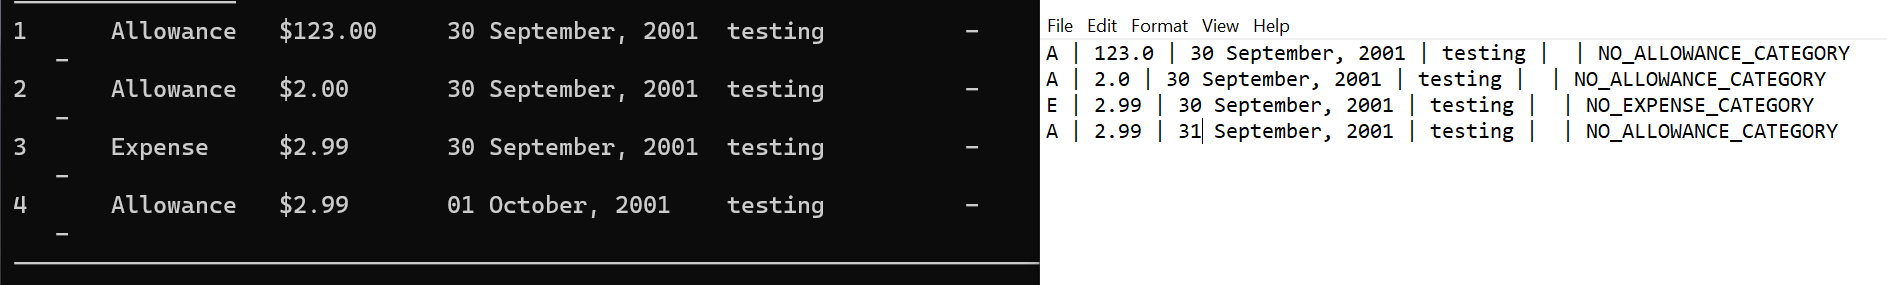 1 Allowance $123.00 30 September, 2001 testing –
–
2 Allowance $2.00 30 September, 2001 testing –
–
3 Expense $2.99 30 September, 2001 testing –
–
4 Allowance $2.99 01 October, 2001 testing –
–
File Edit Format View Help
A | 123.0 | 30 September, 2001 | testing |  | NO_ALLOWANCE_CATEGORY
A | 2.0 | 30 September, 2001 | testing |  | NO_ALLOWANCE_CATEGORY
E | 2.99 | 30 September, 2001 | testing |  | NO_EXPENSE_CATEGORY
A | 2.99 | 31 September, 2001 | testing |  | NO_ALLOWANCE_CATEGORY